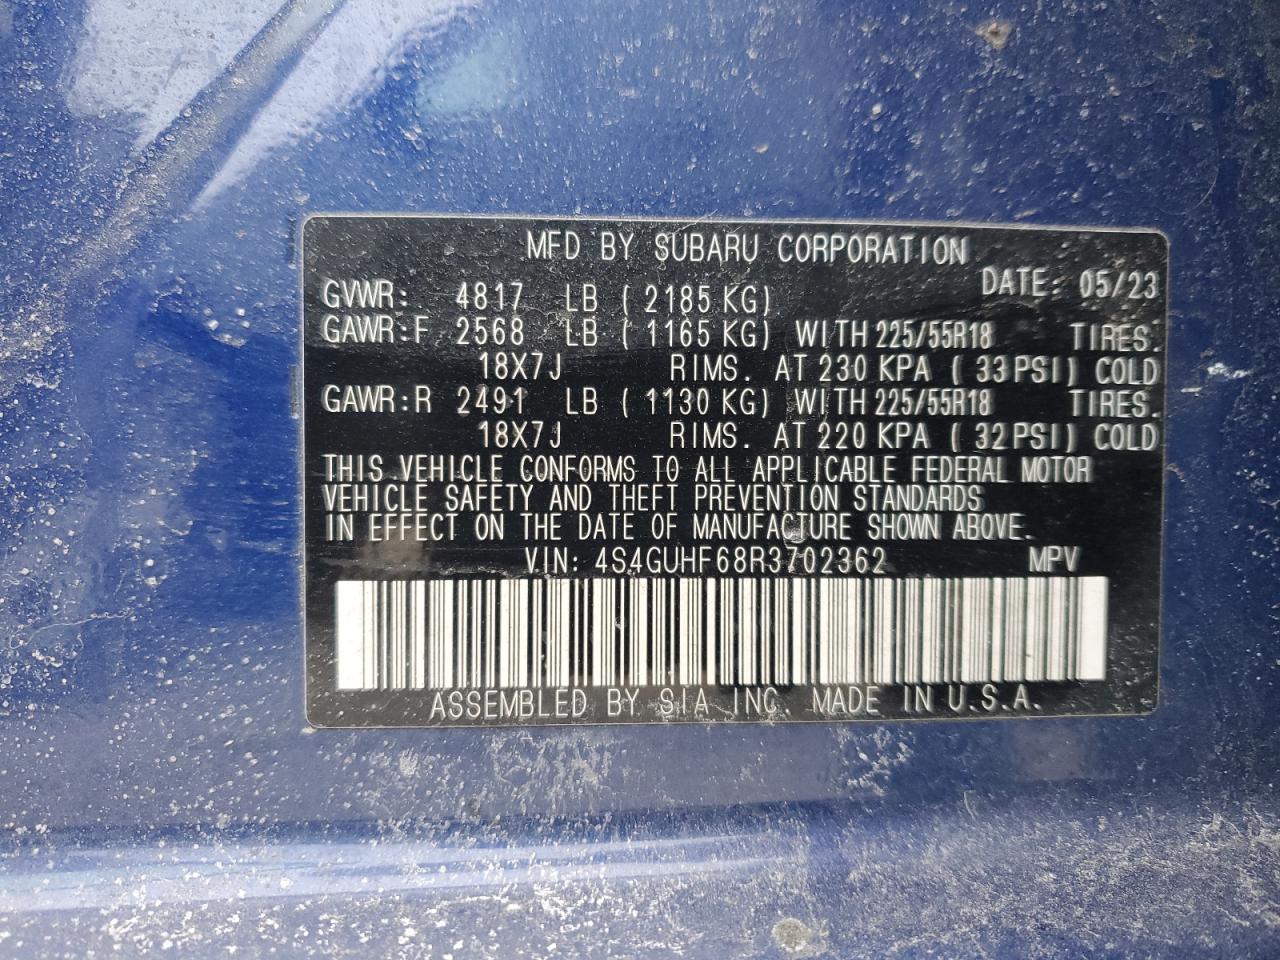 MFD BY SUBARU CORPORATION
DATE: 05/23
GVWR: 4817 LB ( 2185 KG)
GAWR:F 2568 LB ( 1165 KG) WITH 225/55R18 TIRES.
18X7J RIMS. AT 230 KPA ( 33 PSI) COLD
GAWR:R 2491 LB ( 1130 KG) WITH 225/55R18 TIRES.
18X7J RIMS. AT 220 KPA ( 32 PSI) COLD
THIS VEHICLE CONFORMS TO ALL APPLICABLE FEDERAL MOTOR
VEHICLE SAFETY AND THEFT PREVENTION STANDARDS
IN EFFECT ON THE DATE OF MANUFACTURE SHOWN ABOVE.
VIN: 4S4GUHF68R3702362 MPV
ASSEMBLED BY SIA INC. MADE IN U.S.A.